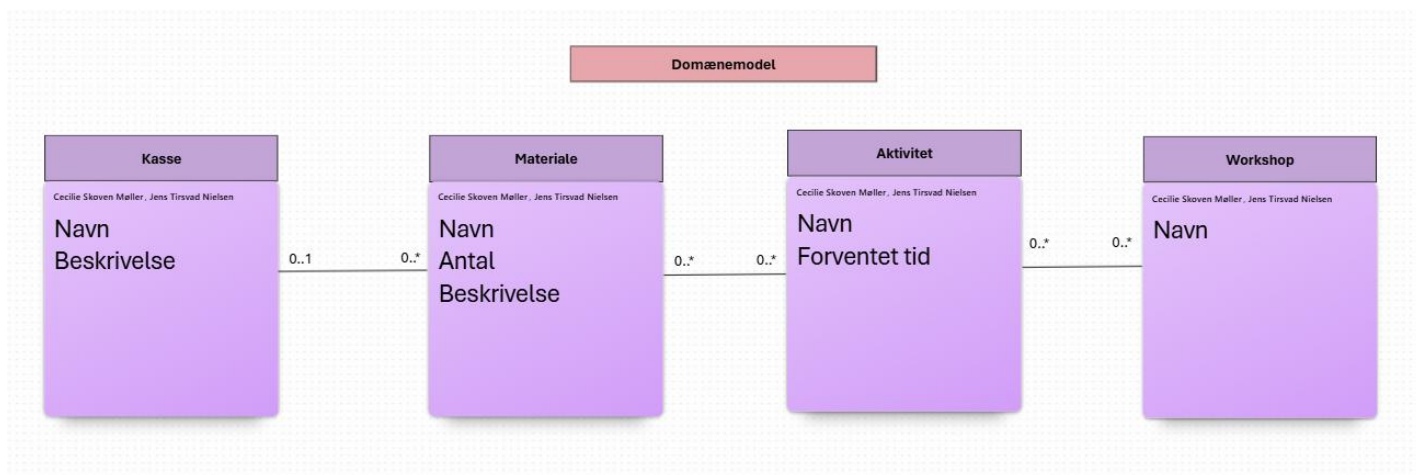 Domænemodel
Kasse
Cecilie Skoven Møller, Jens Tirsvad Nielsen
Navn
Beskrivelse
0..1
0..*
Materiale
Cecilie Skoven Møller, Jens Tirsvad Nielsen
Navn
Antal
Beskrivelse
0..*
0..*
Aktivitet
Cecilie Skoven Møller, Jens Tirsvad Nielsen
Navn
Forventet tid
0..*
0..*
Workshop
Cecilie Skoven Møller, Jens Tirsvad Nielsen
Navn